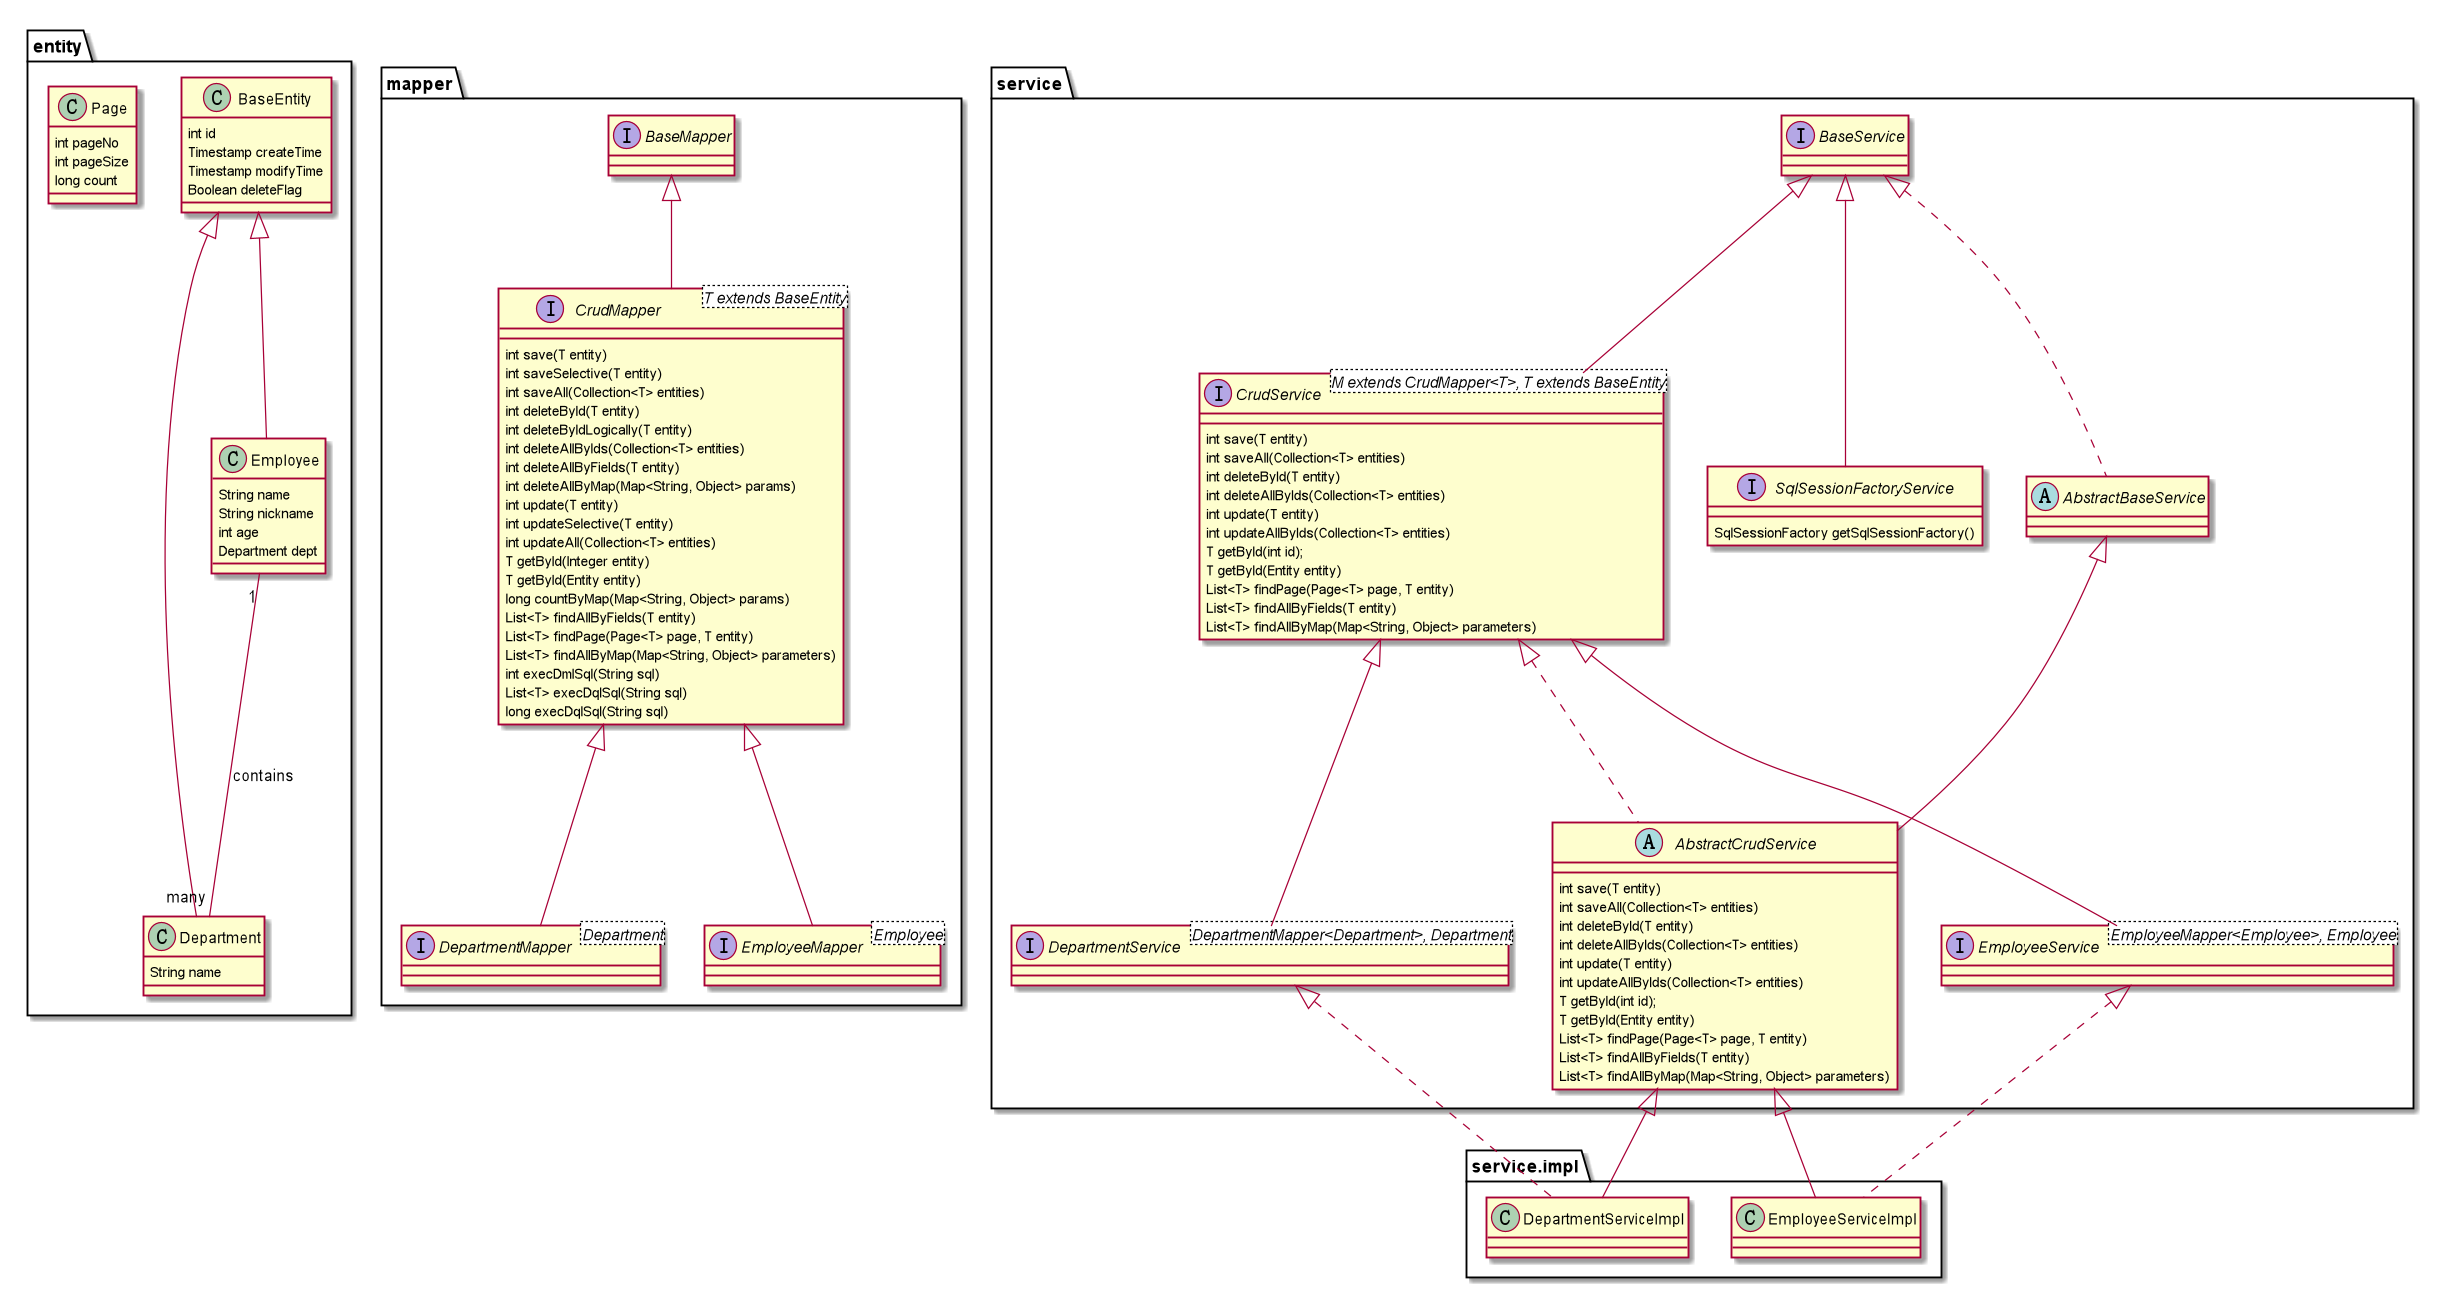 entity
C Page
int pageNo
int pageSize
long count
C BaseEntity
int id
Timestamp createTime
Timestamp modifyTime
Boolean deleteFlag
C Employee
String name
String nickname
int age
Department dept
1
contains
many
C Department
String name
mapper
I BaseMapper
I CrudMapper
T extends BaseEntity
int save(T entity)
int saveSelective(T entity)
int saveAll(Collection<T> entities)
int deleteById(T entity)
int deleteByIdLogically(T entity)
int deleteAllByIds(Collection<T> entities)
int deleteAllByFields(T entity)
int deleteAllByMap(Map<String, Object> params)
int update(T entity)
int updateSelective(T entity)
int updateAll(Collection<T> entities)
T getById(Integer entity)
T getById(Entity entity)
long countByMap(Map<String, Object> params)
List<T> findAllByFields(T entity)
List<T> findPage(Page<T> page, T entity)
List<T> findAllByMap(Map<String, Object> parameters)
int execDmlSql(String sql)
List<T> execDqlSql(String sql)
long execDqlSql(String sql)
I DepartmentMapper
Department
I EmployeeMapper
Employee
service
I BaseService
I CrudService
M extends CrudMapper<T>, T extends BaseEntity
int save(T entity)
int saveAll(Collection<T> entities)
int deleteById(T entity)
int deleteAllByIds(Collection<T> entities)
int update(T entity)
int updateAllByIds(Collection<T> entities)
T getById(int id);
T getById(Entity entity)
List<T> findPage(Page<T> page, T entity)
List<T> findAllByFields(T entity)
List<T> findAllByMap(Map<String, Object> parameters)
I SqlSessionFactoryService
SqlSessionFactory getSqlSessionFactory()
A AbstractBaseService
I DepartmentService
DepartmentMapper<Department>, Department
A AbstractCrudService
int save(T entity)
int saveAll(Collection<T> entities)
int deleteById(T entity)
int deleteAllByIds(Collection<T> entities)
int update(T entity)
int updateAllByIds(Collection<T> entities)
T getById(int id);
T getById(Entity entity)
List<T> findPage(Page<T> page, T entity)
List<T> findAllByFields(T entity)
List<T> findAllByMap(Map<String, Object> parameters)
I EmployeeService
EmployeeMapper<Employee>, Employee
service.impl
C DepartmentServiceImpl
C EmployeeServiceImpl